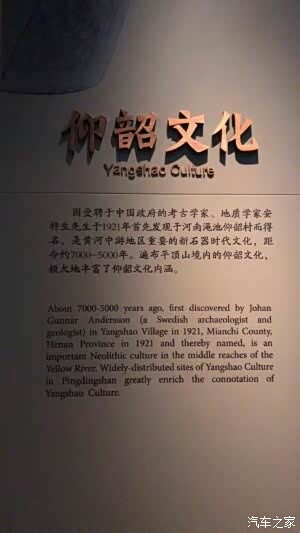 仰韶文化
Yangshao Culture
因受聘于中国政府的考古学家、地质学家安
特生先生于1921年首先发现于河南渑池仰韶村而得
名，是黄河中游地区重要的新石器时代文化，距
今约7000-5000年。遍布平顶山境内的仰韶文化，
极大地丰富了仰韶文化内涵。
About 7000-5000 years ago, first discovered by Johan
Gunnar Andersson (a Swedish archaeologist and
geologist) in Yangshao Village in 1921, Mianchi County,
Henan Province in 1921 and thereby named, is an
important Neolithic culture in the middle reaches of the
Yellow River. Widely-distributed sites of Yangshao Culture
in Pingdingshan greatly enrich the connotation of
Yangshao Culture.
汽车之家